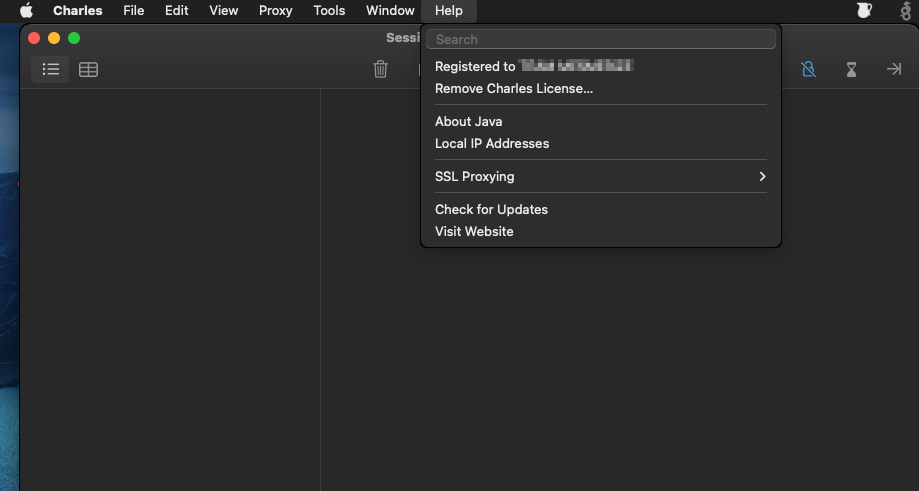 Charles File Edit View Proxy Tools Window Help
Sessi
Search
Registered to
Remove Charles License...
About Java
Local IP Addresses
SSL Proxying
Check for Updates
Visit Website